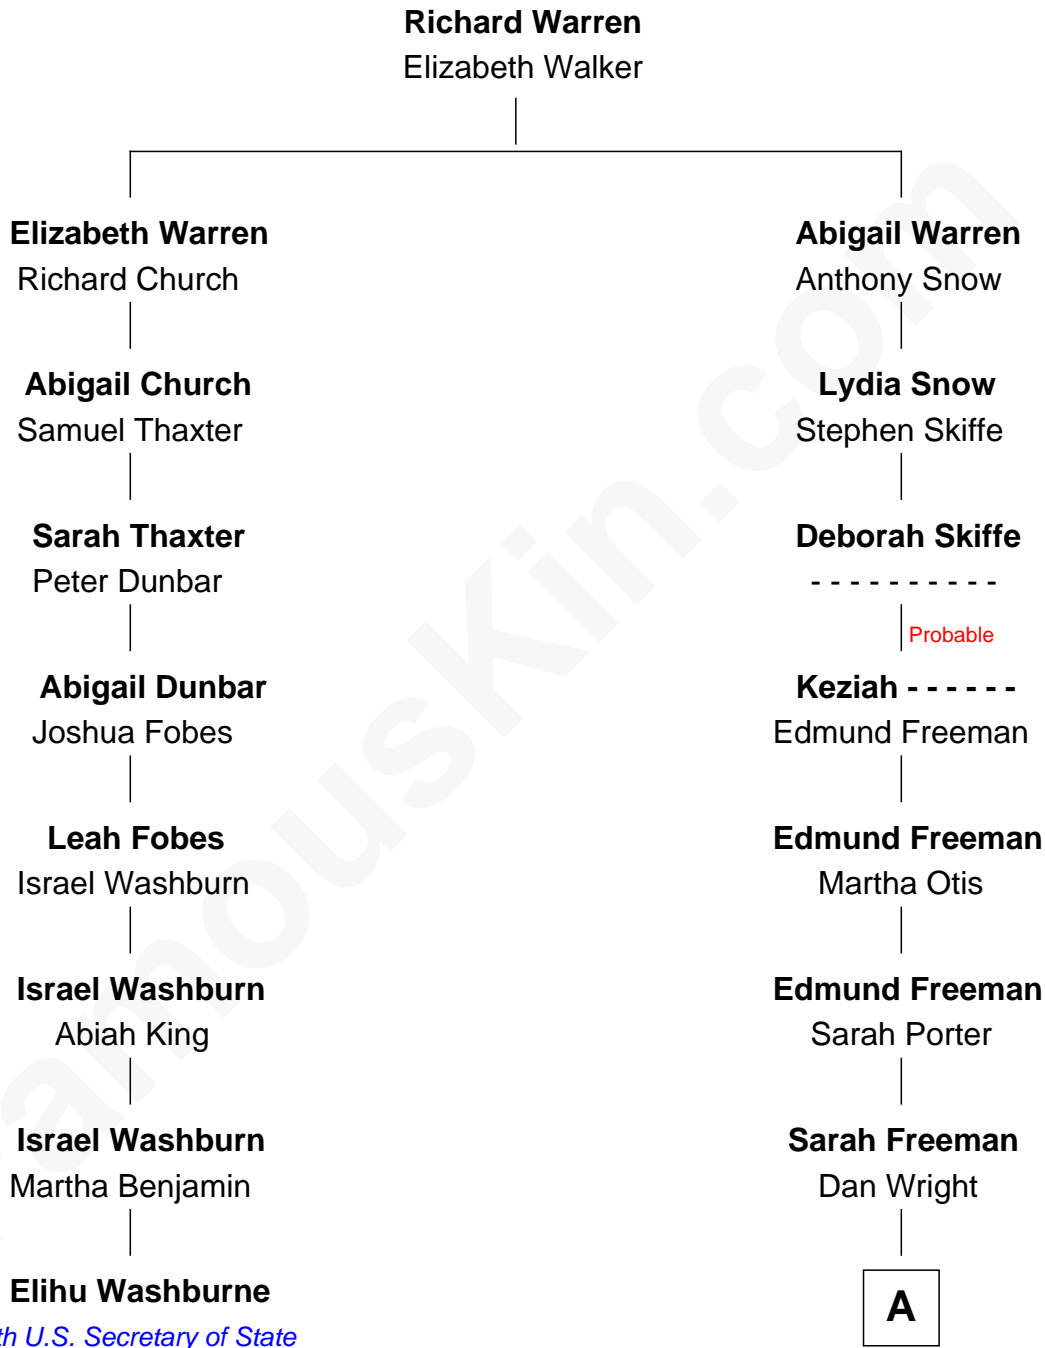 Richard Warren
Elizabeth Walker
Elizabeth Warren
Richard Church
Abigail Warren
Anthony Snow
Abigail Church
Samuel Thaxter
Lydia Snow
Stephen Skiffe
Sarah Thaxter
Peter Dunbar
Deborah Skiffe
- - - - - - - - - -
Probable
Abigail Dunbar
Joshua Fobes
Keziah - - - - - -
Edmund Freeman
Leah Fobes
Israel Washburn
Edmund Freeman
Martha Otis
Israel Washburn
Abiah King
Edmund Freeman
Sarah Porter
Israel Washburn
Martha Benjamin
Sarah Freeman
Dan Wright
Elihu Washburne
th U.S. Secretary of State
A
amouskin.com